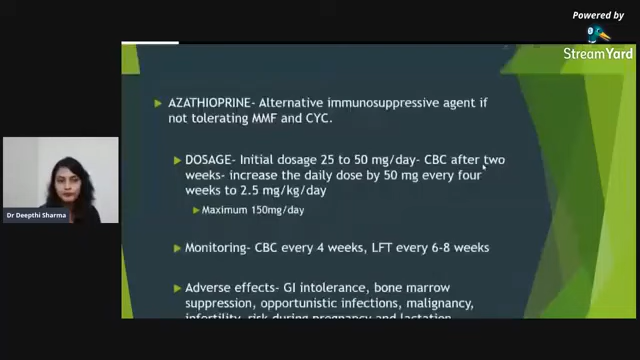 Powered by
StreamYard
AZATHIOPRINE- Alternative immunosuppressive agent if
not tolerating MMF and CYC.
DOSAGE- Initial dosage 25 to 50 mg/day- CBC after two
weeks- increase the daily dose by 50 mg every four
weeks to 2.5 mg/kg/day
Maximum 150mg/day
Dr Deepthi Sharma
Monitoring- CBC every 4 weeks, LFT every 6-8 weeks
Adverse effects- GI intolerance, bone marrow
suppression, opportunistic infections, malignancy,
infertility, risk during pregnancy and lactation